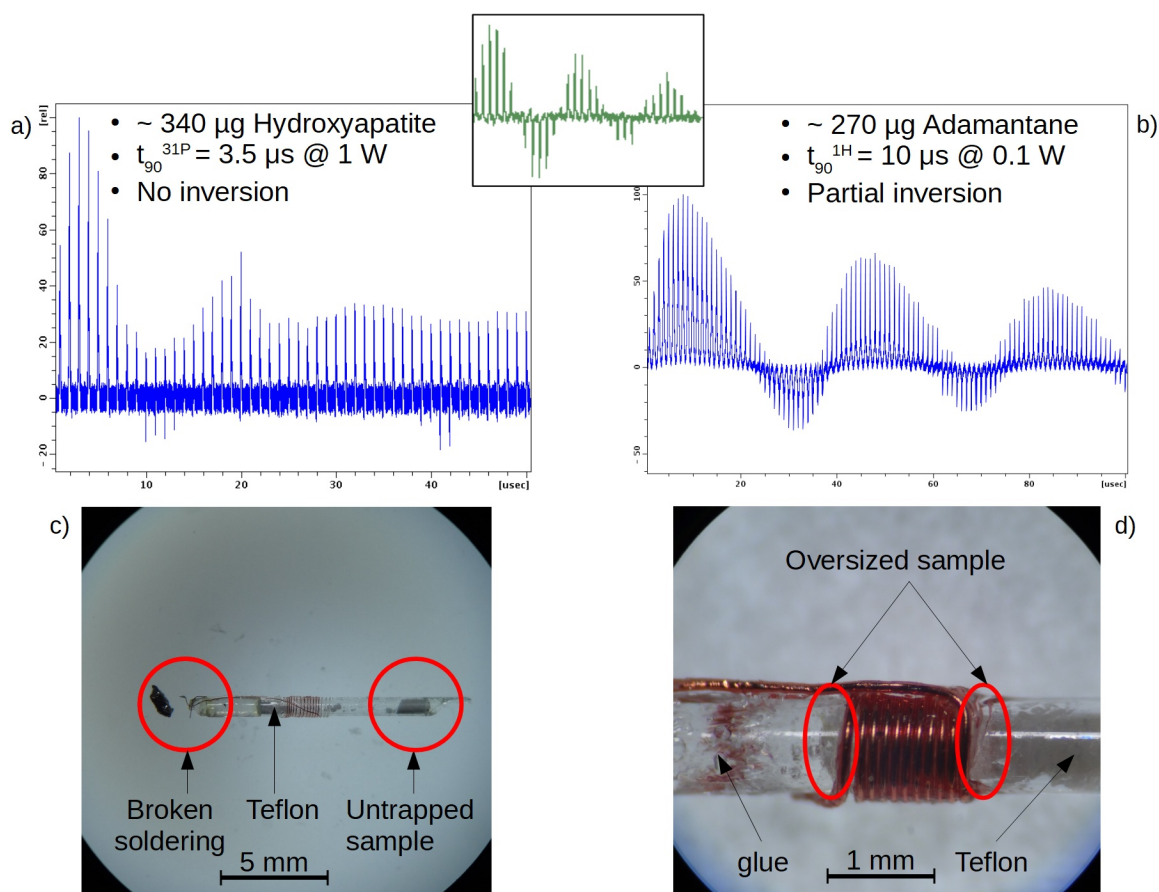 a)
• ~ 340 µg Hydroxyapatite
• t90 31P = 3.5 µs @ 1 W
• No inversion
[rel]
80
60
40
20
0
- 20
10
20
30
40
[usec]
b)
• ~ 270 µg Adamantane
• t90 1H = 10 µs @ 0.1 W
• Partial inversion
100
50
0
- 50
20
40
60
80
[usec]
c)
Broken
soldering
Teflon
Untrapped
sample
5 mm
d)
Oversized sample
glue
1 mm
Teflon